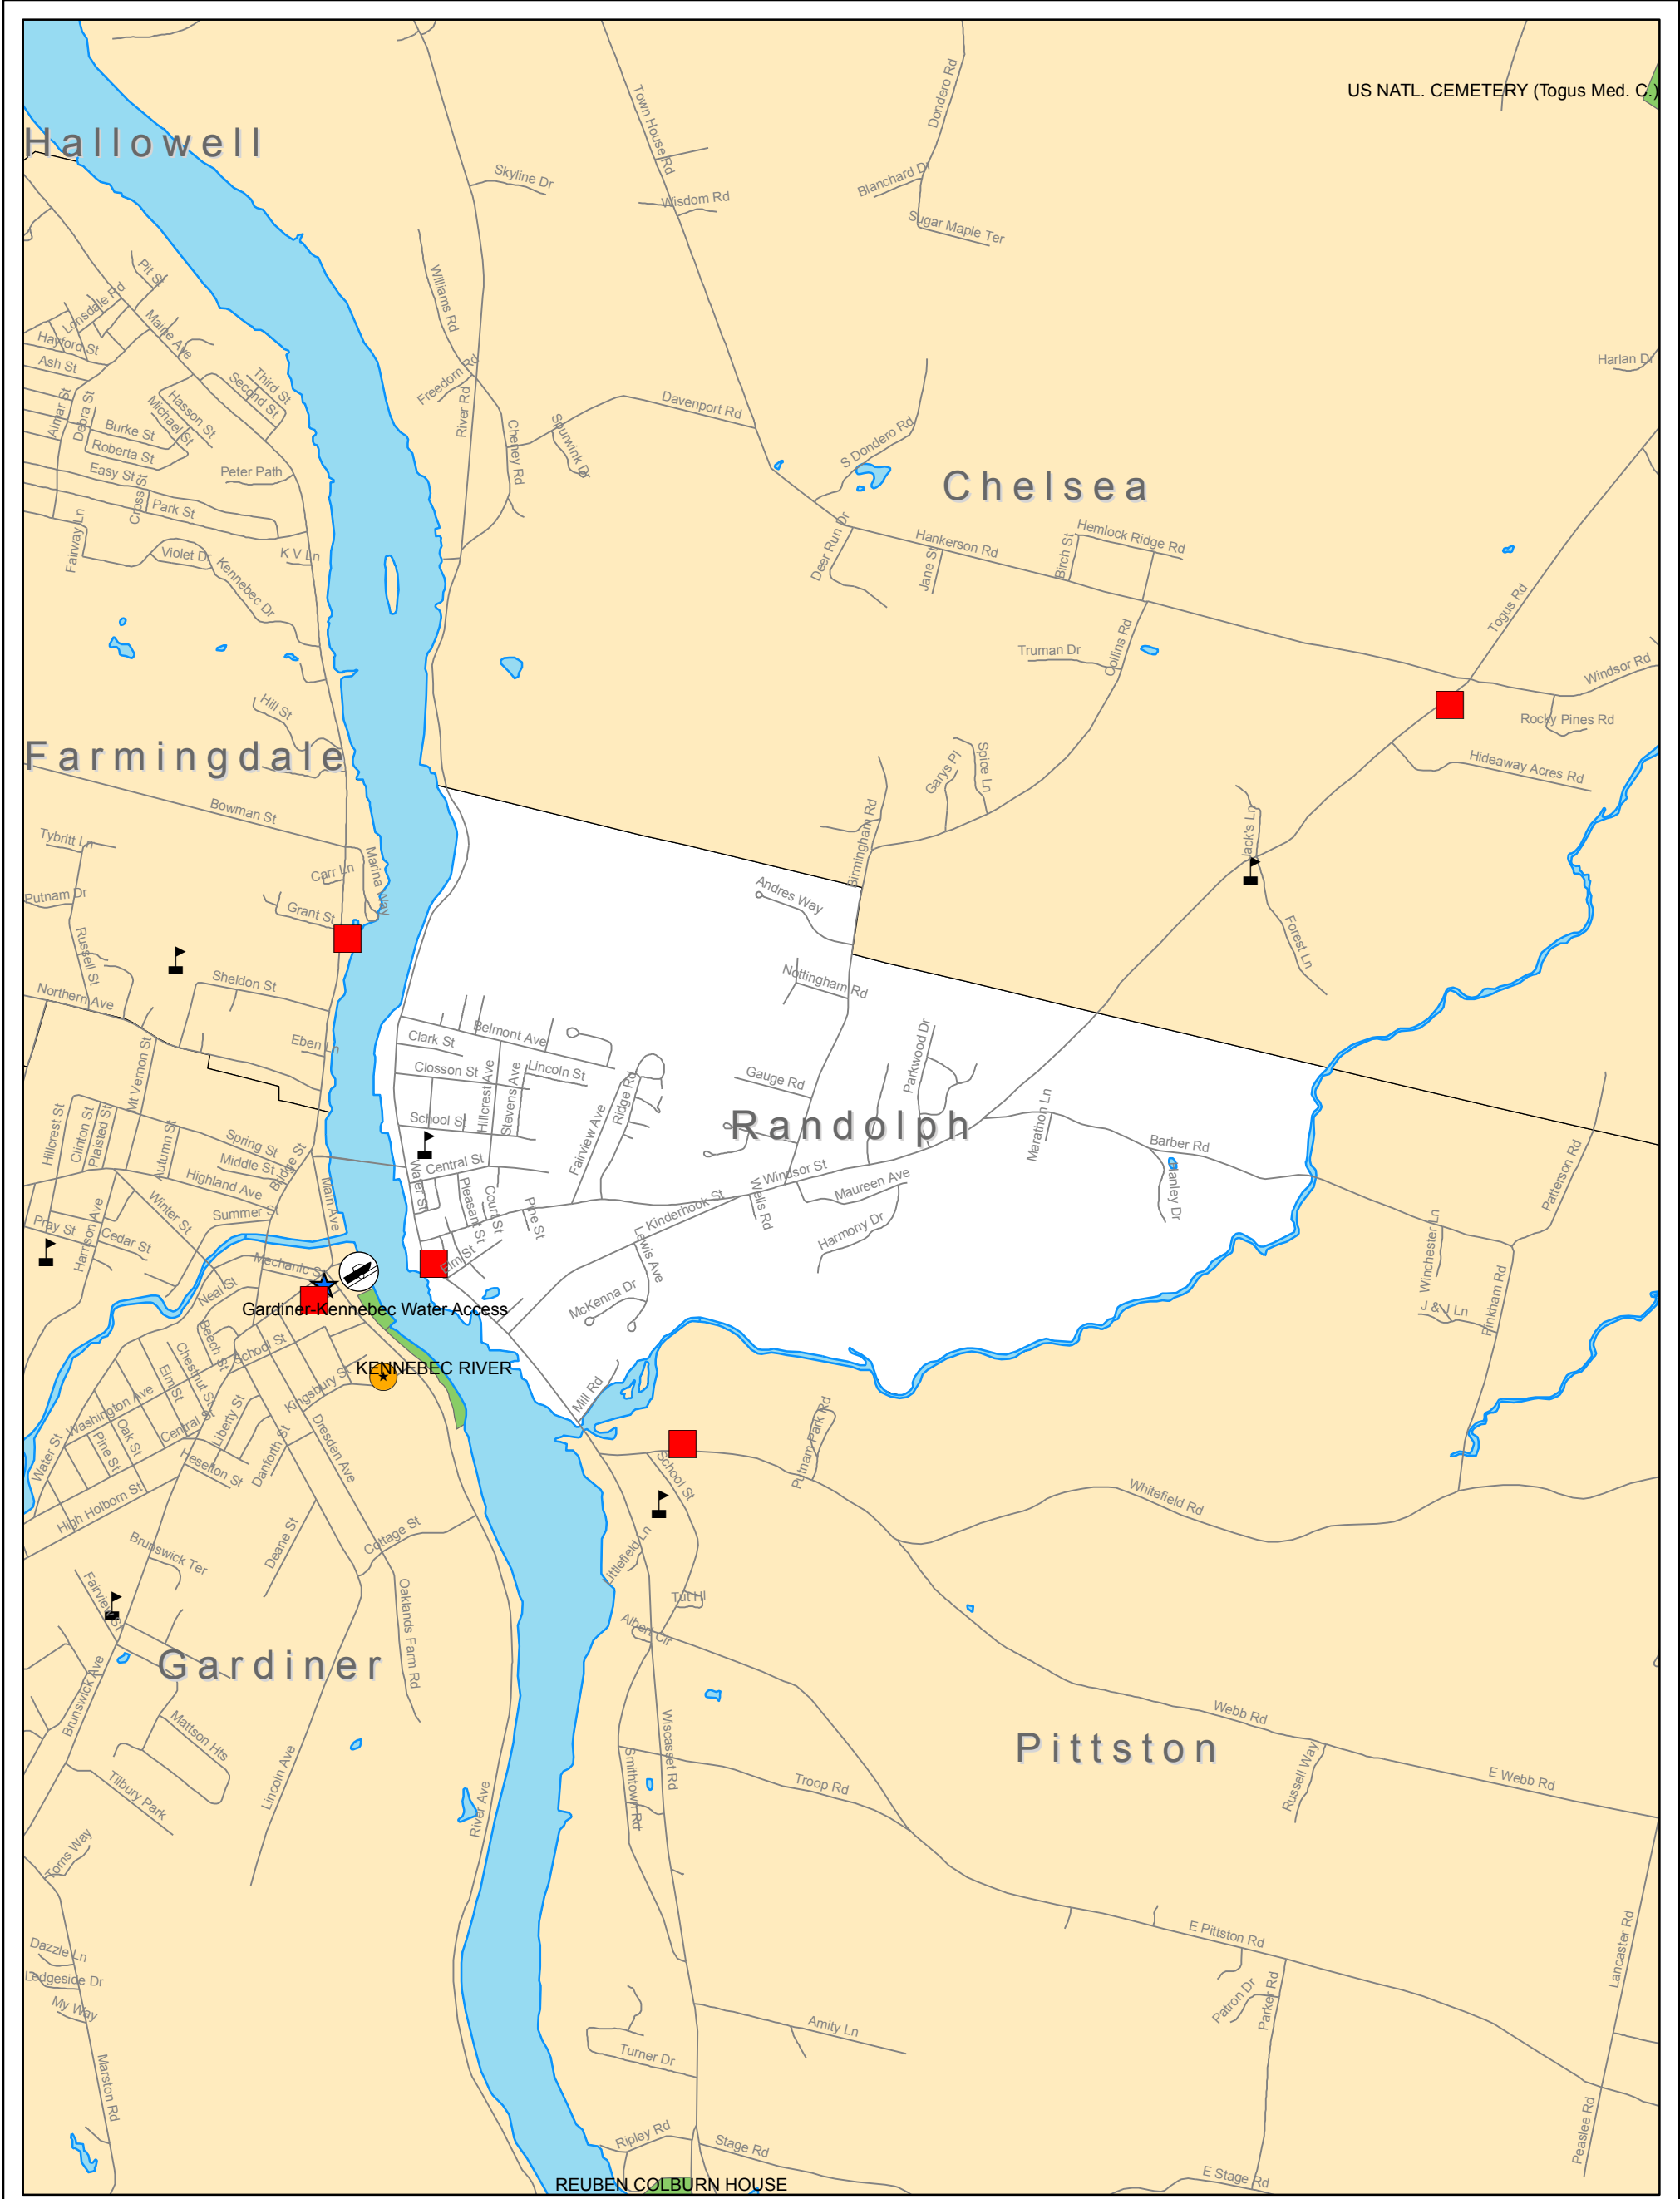 US NATL. CEMETERY (Togus Med. C.)
Hallowell
Town House Rd
Dondero Rd
Skyline Dr
Wisdom Rd
Blanchard Dr
Sugar Maple Ter
Pit St
Lonsdale Rd
Williams Rd
Maine Ave
Hayford St
Ash St
Harlan Dr
Freedom Rd
Third St
Second St
River Rd
Davenport Rd
Almar St
Debra St
Hasson St
Michael St
Burke St
Roberta St
Cheney Rd
Spurwink Dr
S Dondero Rd
Easy St
Peter Path
Chelsea
Cross St
Park St
Fairway Ln
Violet Dr
K V Ln
Kennebec Dr
Deer Run Dr
Hankerson Rd
Jane St
Birch St
Hemlock Ridge Rd
Togus Rd
Truman Dr
Collins Rd
Windsor Rd
Hill St
Rocky Pines Rd
Farmingdale
Garys Pl
Spice Ln
Hideaway Acres Rd
Bowman St
Tybritt Ln
Carr Ln
Marina Way
Birmingham Rd
Jack's Ln
Putnam Dr
Grant St
Andres Way
Russell St
Forest Ln
Sheldon St
Nottingham Rd
Northern Ave
Eben Ln
Clark St
Belmont Ave
Mt Vernon St
Closson St
Hillcrest Ave
Stevens Ave
Lincoln St
Ridge Rd
Gauge Rd
Parkwood Dr
Hillcrest St
Clinton St
Plaisted St
Autumn St
Spring St
School St
Fairview Ave
Randolph
Marathon Ln
Barber Rd
Middle St
Bridge St
Highland Ave
Central St
Water St
Windsor St
Maureen Ave
Patterson Rd
Winter St
Main Ave
Pleasant St
Court St
Pine St
Kinderhook St
Wells Rd
Hanley Dr
Pray St
Harrison Ave
Cedar St
Summer St
Harmony Dr
Winchester Ln
Mechanic St
Elm St
Lewis Ave
McKenna Dr
Pinkham Rd
Neal St
Gardiner-Kennebec Water Access
J & J Ln
Beech St
School St
KENNEBEC RIVER
Chestnut St
Elm St
Kingsbury St
Mill Rd
Washington Ave
Central St
Liberty St
Oak St
Pine St
Water St
Danforth St
Dresden Ave
Heselton St
School St
Putnam Park Rd
High Holborn St
Whitefield Rd
Deane St
Cottage St
Brunswick Ter
Littlefield Ln
Fairview St
Oaklands Farm Rd
Tut Hl
Albert Cir
Gardiner
Brunswick Ave
Mattson Hts
Webb Rd
Pittston
Wiscasset Rd
Smithtown Rd
Troop Rd
Russell Way
E Webb Rd
Lincoln Ave
Tilbury Park
River Ave
Toms Way
Dazzle Ln
Ledgeside Dr
My Way
E Pittston Rd
Lancaster Rd
Patron Dr
Parker Rd
Amity Ln
Turner Dr
Marston Rd
Ripley Rd
Stage Rd
Peaslee Rd
E Stage Rd
REUBEN COLBURN HOUSE